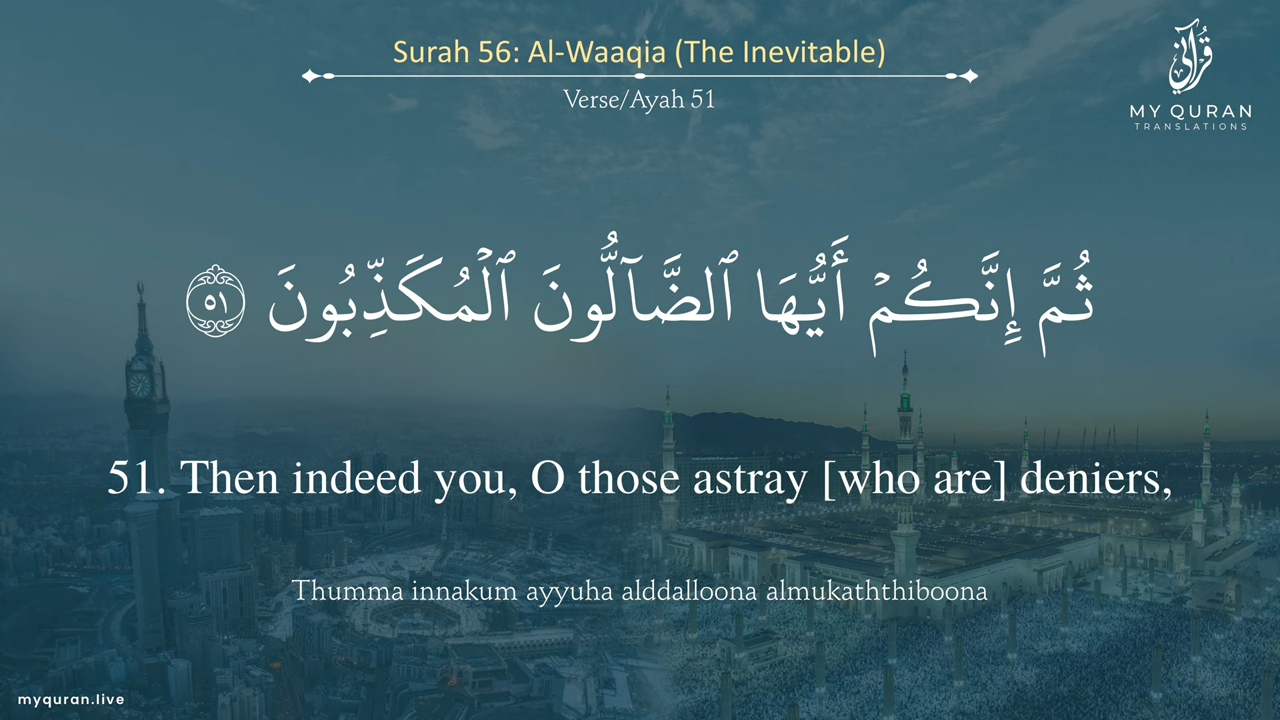 Surah 56: Al-Waaqia (The Inevitable)
Verse/Ayah 51
قرآني
MY QURAN
TRANSLATIONS
ثُمَّ إِنَّكُمۡ أَيُّهَا ٱلضَّآلُّونَ ٱلۡمُكَذِّبُونَ ٥١
51. Then indeed you, O those astray [who are] deniers,
Thumma innakum ayyuha alddalloona almukaththiboona
myquran.live